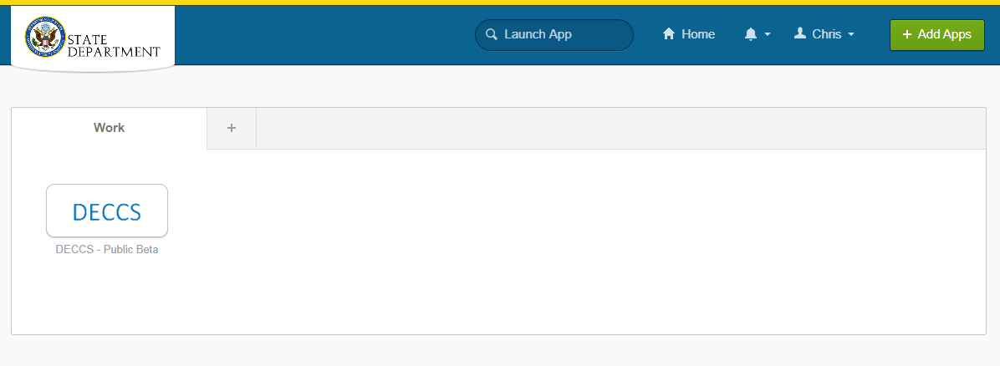 STATE
DEPARTMENT
Launch App
Home
Chris
+ Add Apps
Work
+
DECCS
DECCS - Public Beta